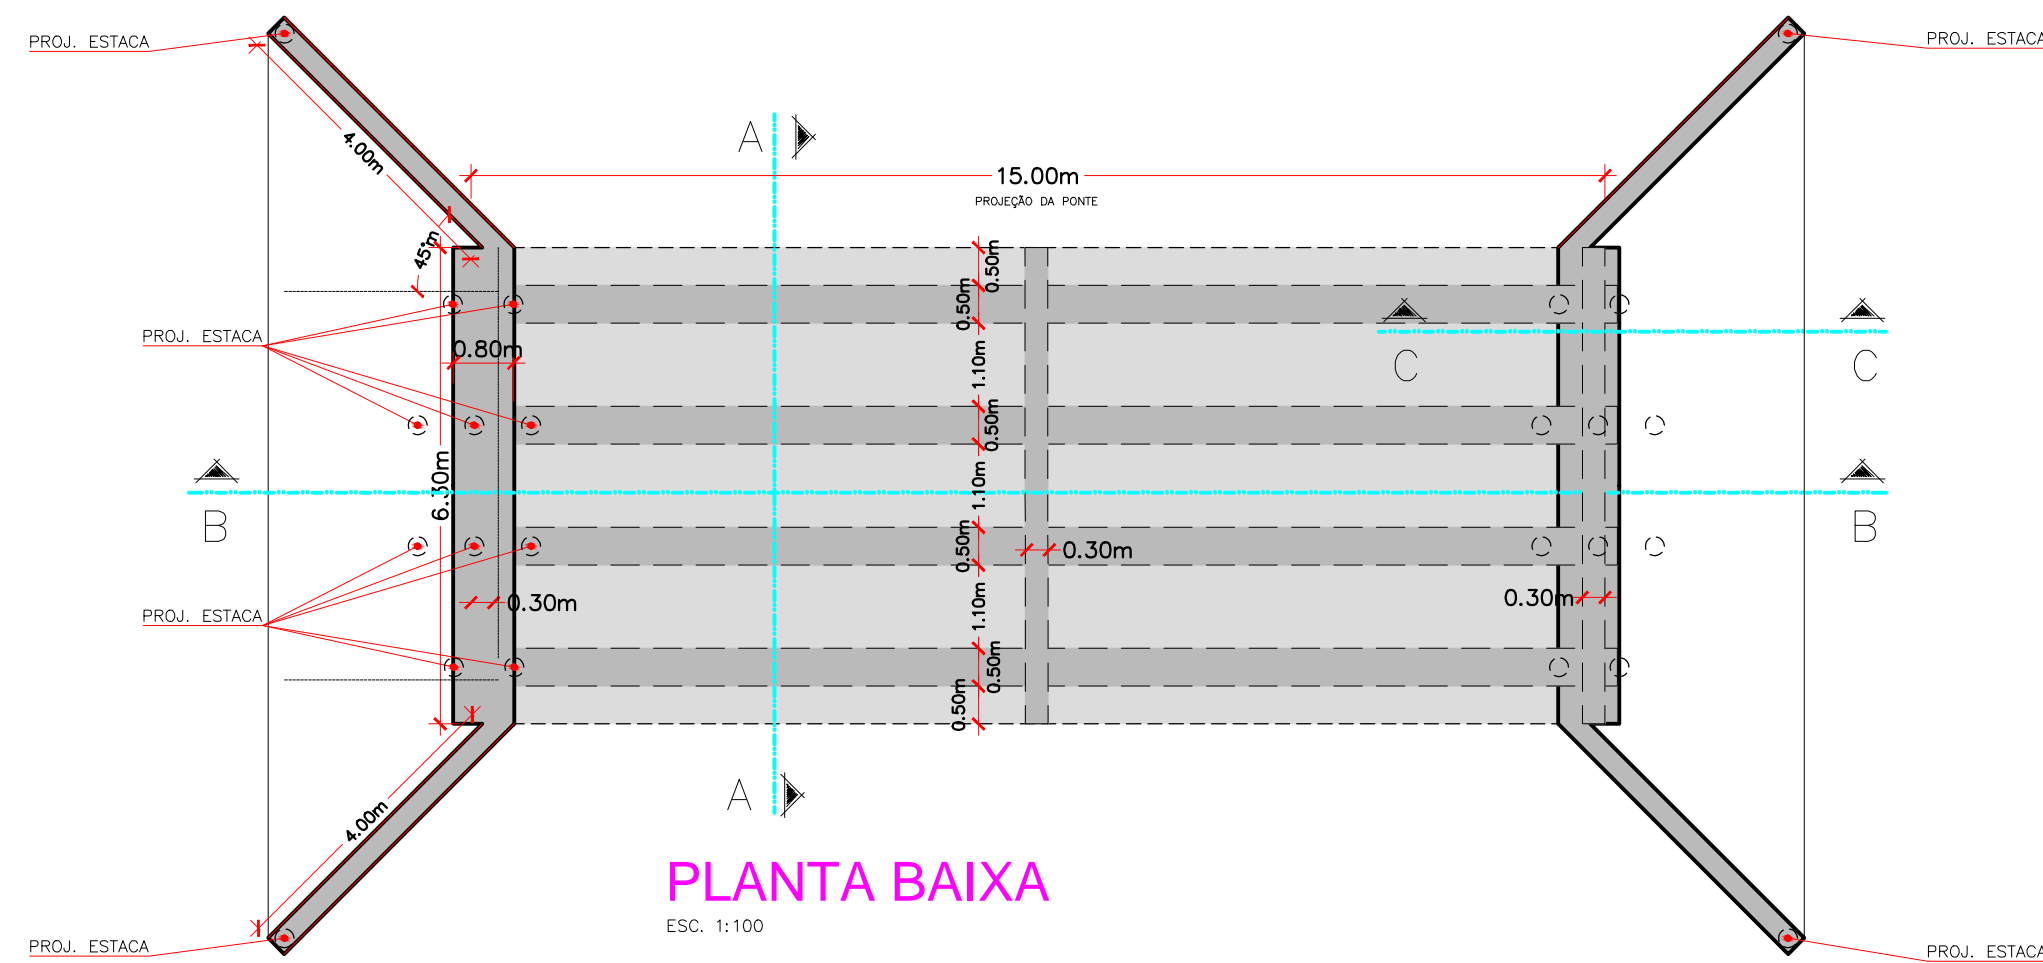 PROJ. ESTACA
PROJ. ESTACA
A
4.00m
15.00m
PROJEÇÃO DA PONTE
45°m
0.50m
0.50m
PROJ. ESTACA
0.80m
1.10m
C
C
0.50m
6.30m
1.10m
B
B
0.50m
0.30m
0.30m
1.10m
0.30m
PROJ. ESTACA
0.50m
0.50m
A
4.00m
PLANTA BAIXA
ESC. 1:100
PROJ. ESTACA
PROJ. ESTACA